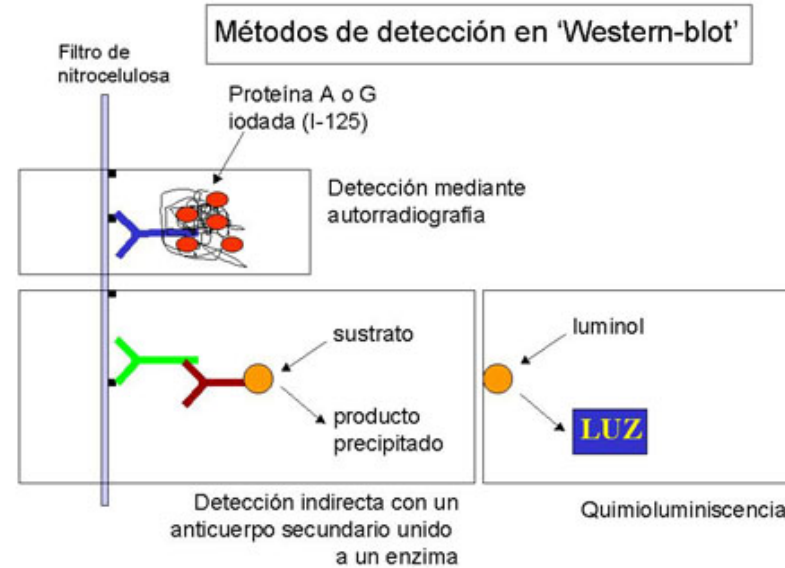 Métodos de detección en 'Western-blot'
Filtro de
nitrocelulosa
Proteína A o G
iodada (I-125)
Detección mediante
autorradiografía
sustrato
producto
precipitado
luminol
LUZ
Detección indirecta con un
anticuerpo secundario unido
a un enzima
Quimioluminiscencia